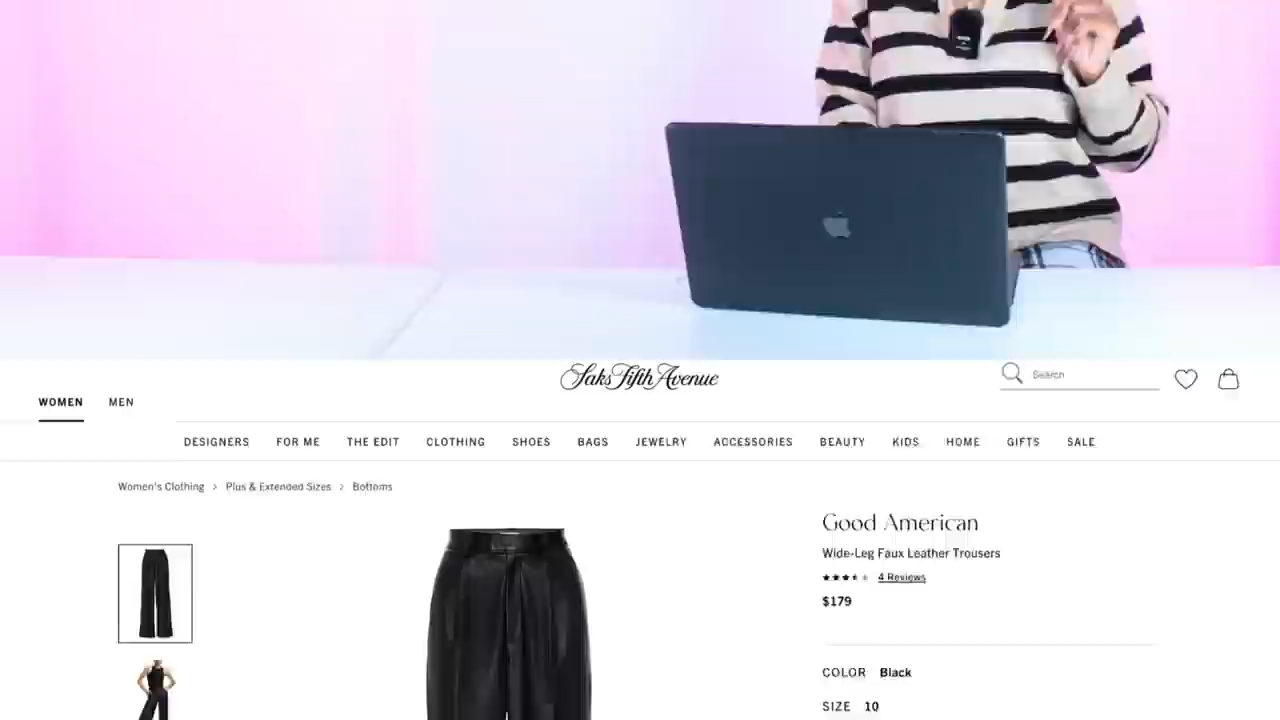 Saks Fifth Avenue
Search
WOMEN MEN
DESIGNERS FOR ME THE EDIT CLOTHING SHOES BAGS JEWELRY ACCESSORIES BEAUTY KIDS HOME GIFTS SALE
Women's Clothing > Plus & Extended Sizes > Bottoms
Good American
Wide-Leg Faux Leather Trousers
4 Reviews
$179
COLOR Black
SIZE 10